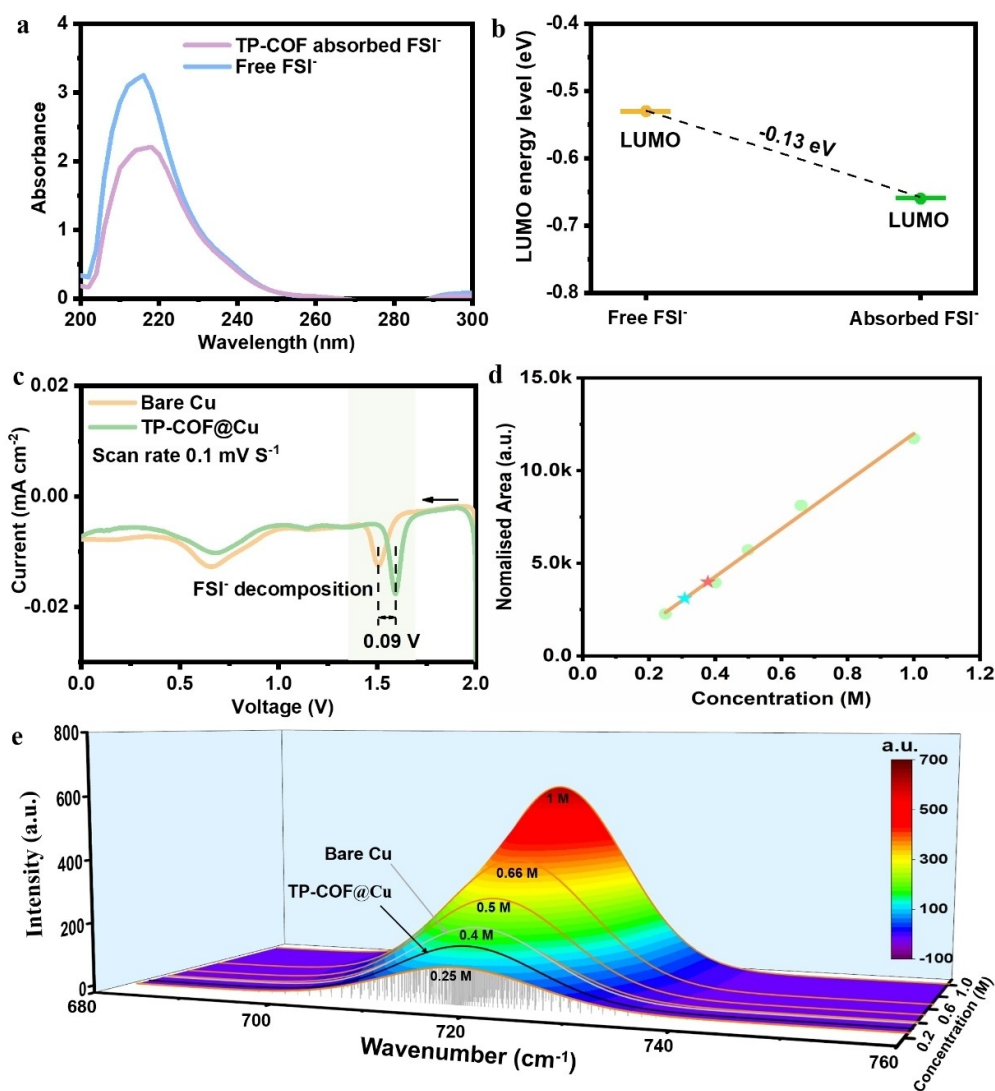 a
4
3
2
1
0
Absorbance
TP-COF absorbed FSI⁻
Free FSI⁻
200 220 240 260 280 300
Wavelength (nm)
b
-0.4
-0.5
-0.6
-0.7
-0.8
LUMO energy level (eV)
LUMO
-0.13 eV
LUMO
Free FSI⁻ Absorbed FSI⁻
c
0.02
0.00
-0.02
Current (mA cm⁻²)
Bare Cu
TP-COF@Cu
Scan rate 0.1 mV S⁻¹
FSI⁻ decomposition
0.09 V
0.0 0.5 1.0 1.5 2.0
Voltage (V)
d
15.0k
10.0k
5.0k
0.0
Nomalised Area (a.u.)
0.0 0.2 0.4 0.6 0.8 1.0 1.2
Concentration (M)
e
800
600
400
200
0
Intensity (a.u.)
Bare Cu
TP-COF@Cu
1 M
0.66 M
0.5 M
0.4 M
0.25 M
a.u.
700
500
300
100
-100
680 700 720 740 760
Wavenumber (cm⁻¹)
0.2 0.6 1.0
Concentration (M)